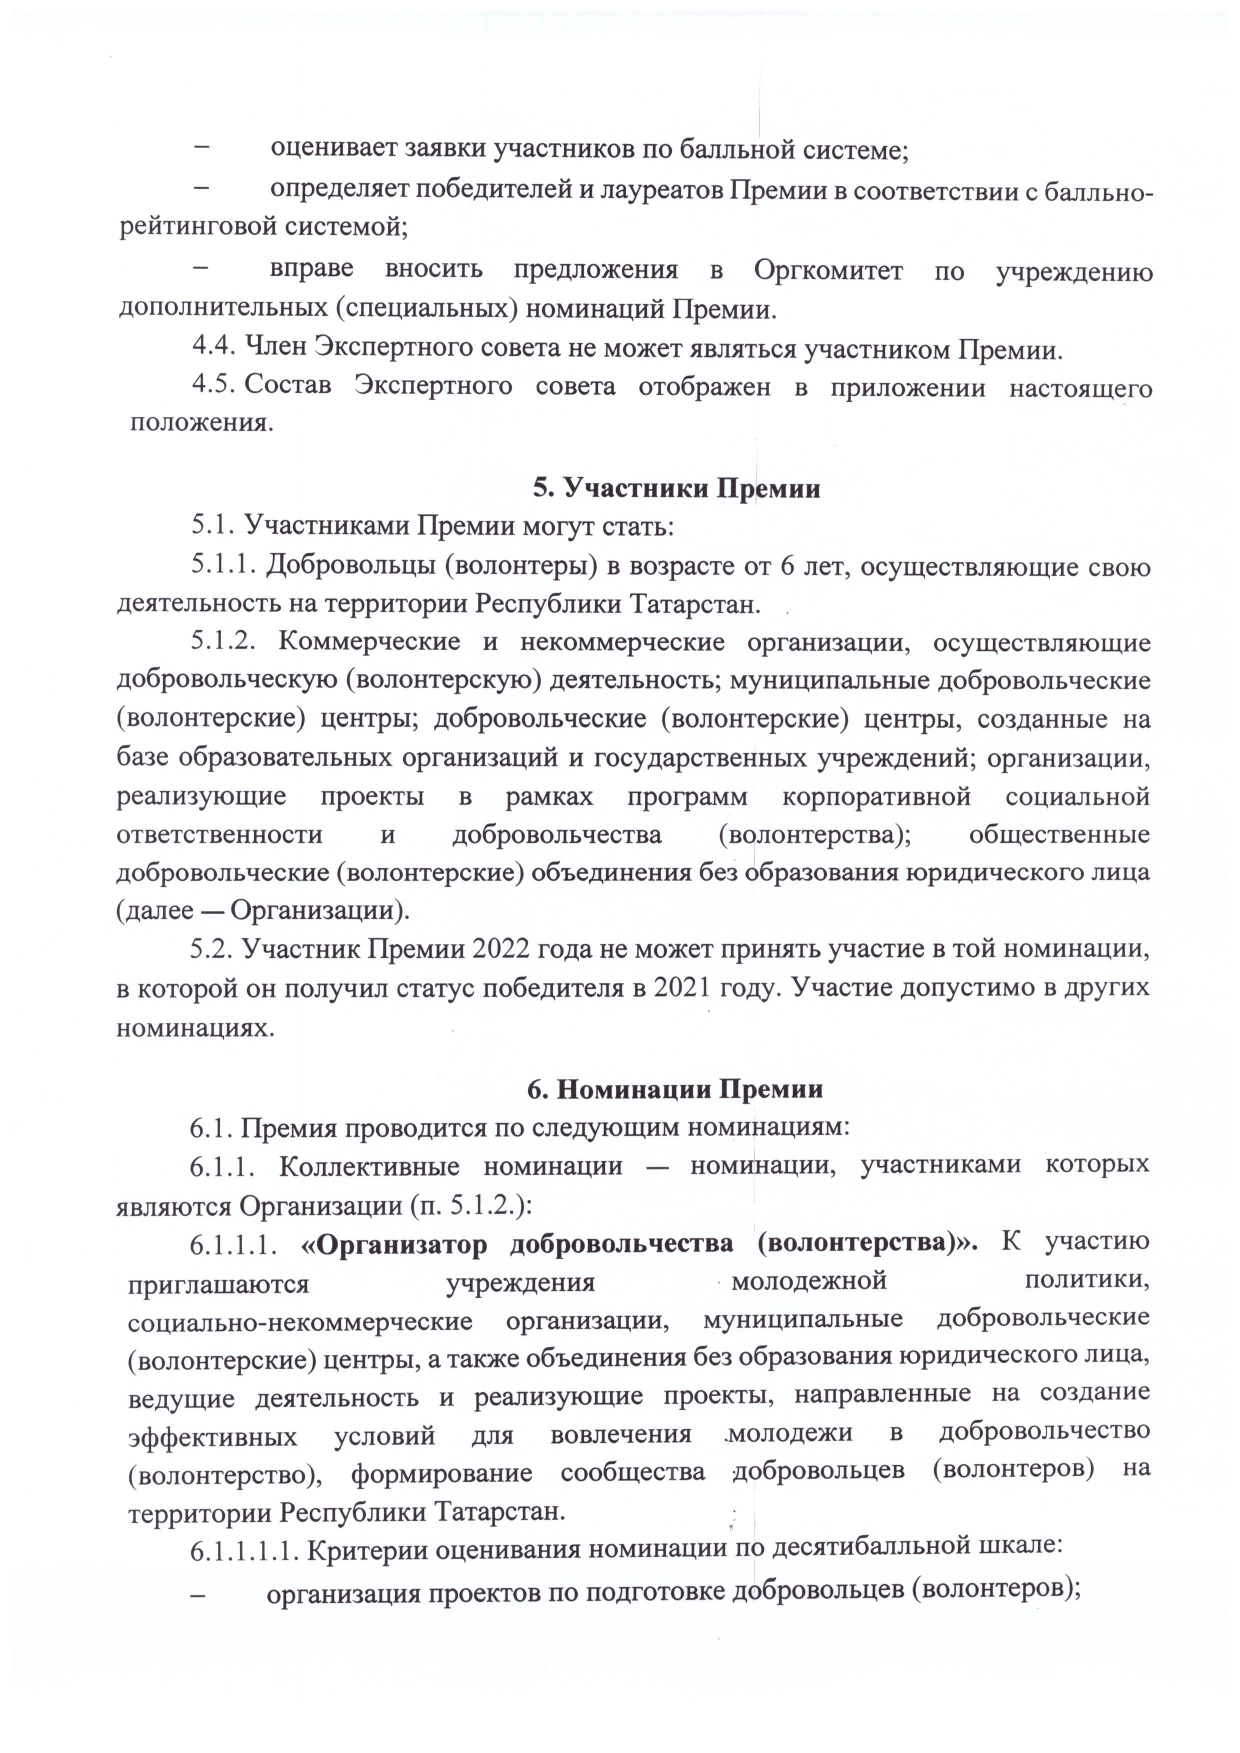 – оценивает заявки участников по балльной системе;
– определяет победителей и лауреатов Премии в соответствии с балльно-
рейтинговой системой;
– вправе вносить предложения в Оргкомитет по учреждению
дополнительных (специальных) номинаций Премии.
4.4. Член Экспертного совета не может являться участником Премии.
4.5. Состав Экспертного совета отображен в приложении настоящего
положения.
5. Участники Премии
5.1. Участниками Премии могут стать:
5.1.1. Добровольцы (волонтеры) в возрасте от 6 лет, осуществляющие свою
деятельность на территории Республики Татарстан.
5.1.2. Коммерческие и некоммерческие организации, осуществляющие
добровольческую (волонтерскую) деятельность; муниципальные добровольческие
(волонтерские) центры; добровольческие (волонтерские) центры, созданные на
базе образовательных организаций и государственных учреждений; организации,
реализующие проекты в рамках программ корпоративной социальной
ответственности и добровольчества (волонтерства); общественные
добровольческие (волонтерские) объединения без образования юридического лица
(далее — Организации).
5.2. Участник Премии 2022 года не может принять участие в той номинации,
в которой он получил статус победителя в 2021 году. Участие допустимо в других
номинациях.
6. Номинации Премии
6.1. Премия проводится по следующим номинациям:
6.1.1. Коллективные номинации — номинации, участниками которых
являются Организации (п. 5.1.2.):
6.1.1.1. «Организатор добровольчества (волонтерства)». К участию
приглашаются учреждения молодежной политики,
социально-некоммерческие организации, муниципальные добровольческие
(волонтерские) центры, а также объединения без образования юридического лица,
ведущие деятельность и реализующие проекты, направленные на создание
эффективных условий для вовлечения молодежи в добровольчество
(волонтерство), формирование сообщества добровольцев (волонтеров) на
территории Республики Татарстан.
6.1.1.1.1. Критерии оценивания номинации по десятибалльной шкале:
– организация проектов по подготовке добровольцев (волонтеров);